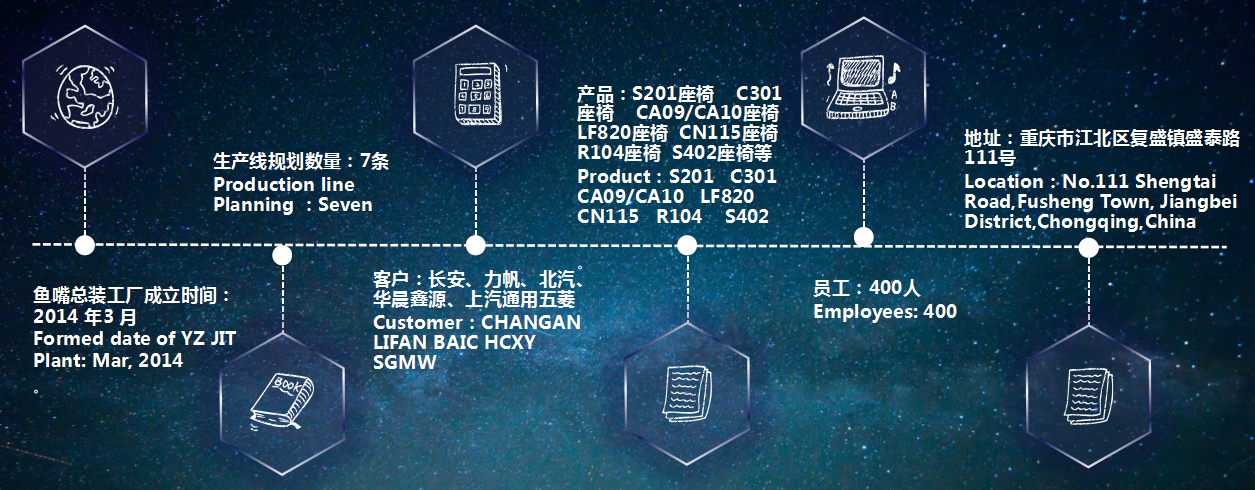 鱼嘴总装工厂成立时间：
2014 年3 月
Formed date of YZ JIT
Plant: Mar, 2014
。
生产线规划数量：7条
Production line
Planning ：Seven
BOOK
客户：长安、力帆、北汽、
华晨鑫源、上汽通用五菱
。
Customer：CHANGAN
LIFAN BAIC HCXY
SGMW
产品：S201座椅 C301
座椅 CA09/CA10座椅
LF820座椅 CN115座椅
R104座椅 S402座椅等
Product：S201 C301
CA09/CA10 LF820
CN115 R104 S402
A
B
员工：400人
Employees: 400
地址：重庆市江北区复盛镇盛泰路
111号
Location：No.111 Shengtai
Road,Fusheng Town, Jiangbei
District,Chongqing,China